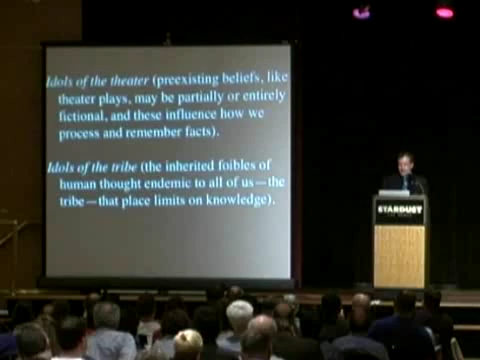 Idols of the theater (preexisting beliefs, like
theater plays, may be partially or entirely
fictional, and these influence how we
process and remember facts).
Idols of the tribe (the inherited foibles of
human thought endemic to all of us—the
tribe—that place limits on knowledge).
STARDUST